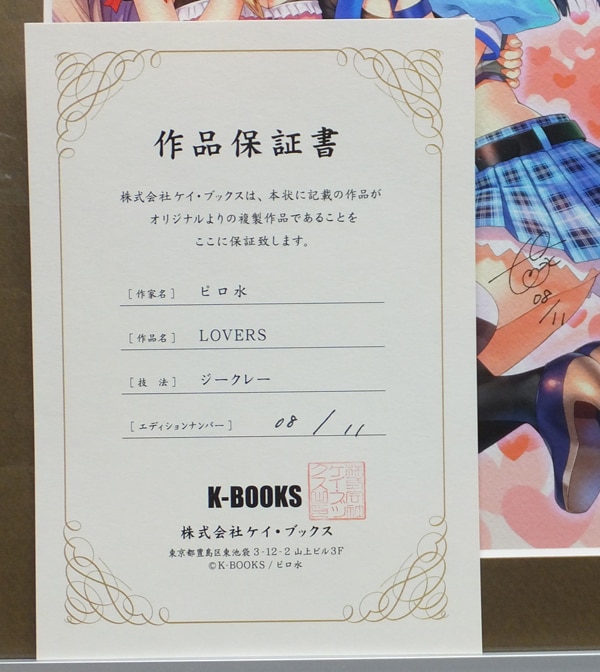 作品保証書
株式会社ケイ・ブックスは、本状に記載の作品が
オリジナルよりの複製作品であることを
ここに保証致します。
[作家名] ピロ水
[作品名] LOVERS
[技 法] ジークレー
[エディションナンバー] 08 / 11
K-BOOKS
株式会社ケイ・ブックス
東京都豊島区東池袋3-12-2 山上ビル3F
©K-BOOKS / ピロ水
08/11